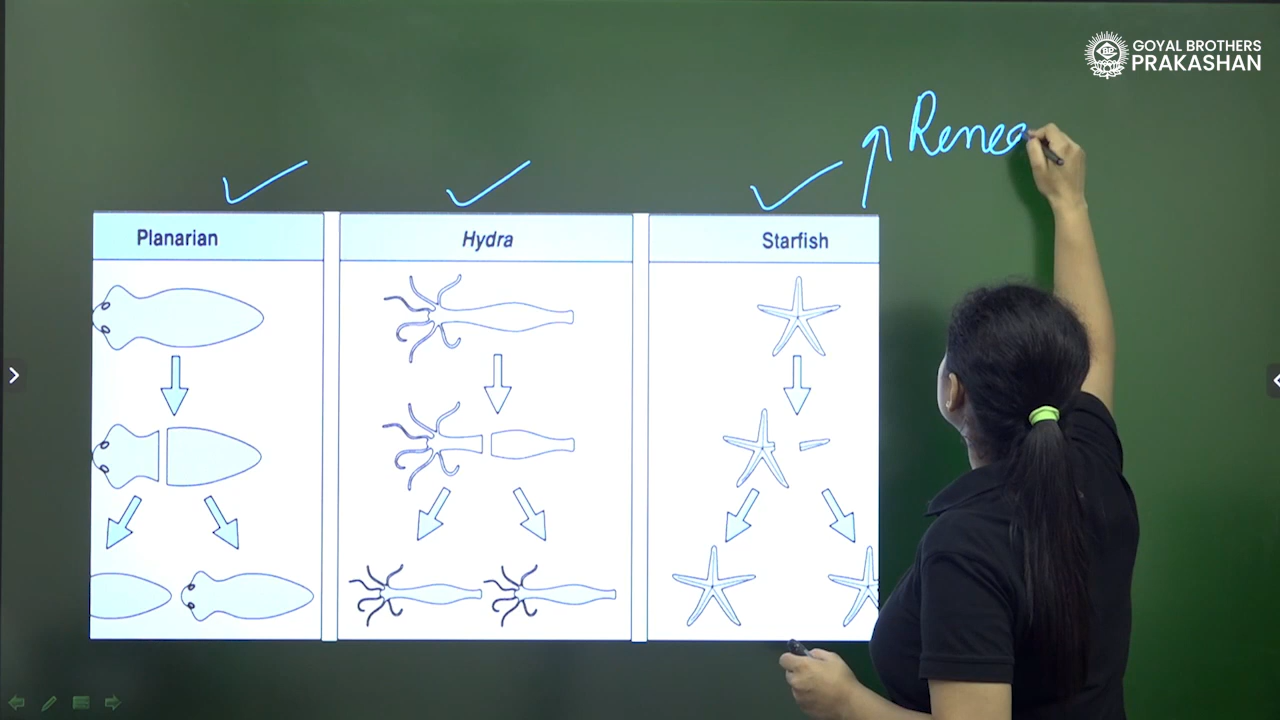 GOYAL BROTHERS
PRAKASHAN
Renea
Planarian
Hydra
Starfish